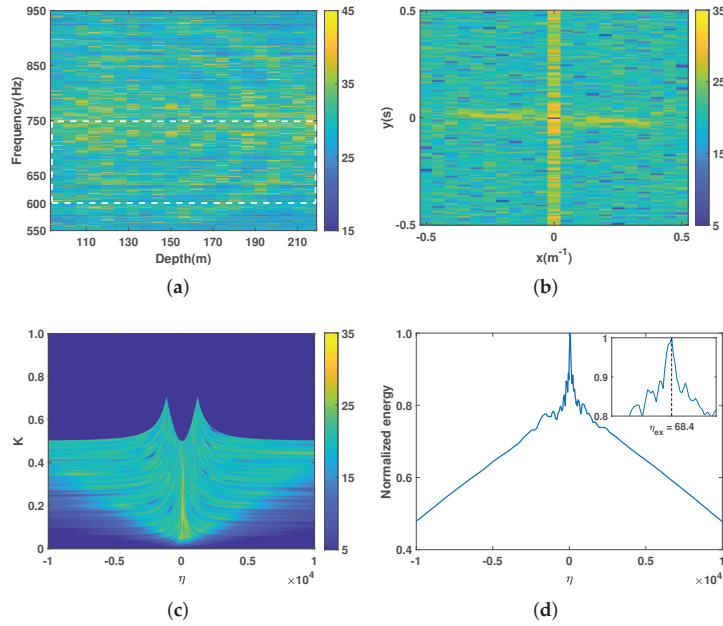 950
850
750
650
600
550
Frequency(Hz)
110 130 150 170 190 210
Depth(m)
45
35
25
15
(a)
0.5
0
-0.5
y(s)
-0.5 0 0.5
x(m⁻¹)
35
25
15
5
(b)
1.0
0.8
0.6
0.4
0.2
0
K
-1 -0.5 0 0.5 1
η
×10⁴
35
25
15
5
(c)
1.0
0.8
0.6
0.4
Normalized energy
-1 -0.5 0 0.5 1
η
×10⁴
1
0.9
0.8
ηex = 68.4
(d)